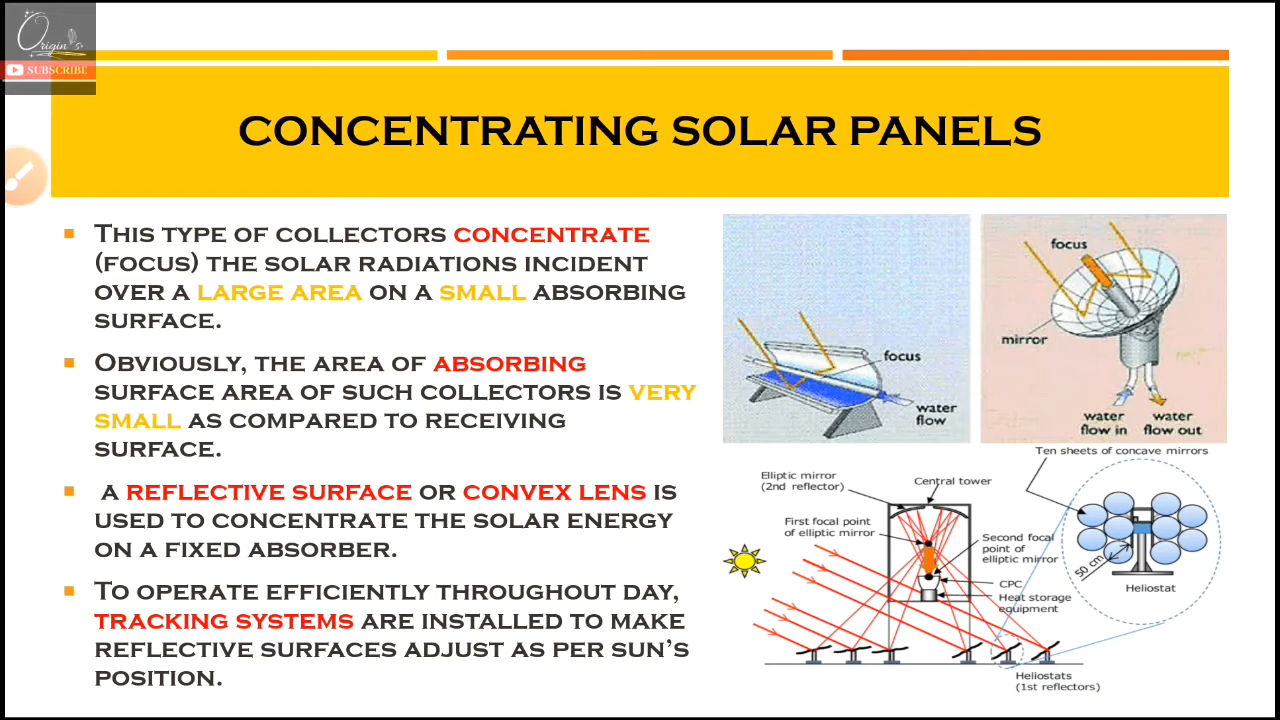 Origin's
SUBSCRIBE
CONCENTRATING SOLAR PANELS
THIS TYPE OF COLLECTORS CONCENTRATE
(FOCUS) THE SOLAR RADIATIONS INCIDENT
OVER A LARGE AREA ON A SMALL ABSORBING
SURFACE.
OBVIOUSLY, THE AREA OF ABSORBING
SURFACE AREA OF SUCH COLLECTORS IS VERY
SMALL AS COMPARED TO RECEIVING
SURFACE.
A REFLECTIVE SURFACE OR CONVEX LENS IS
USED TO CONCENTRATE THE SOLAR ENERGY
ON A FIXED ABSORBER.
TO OPERATE EFFICIENTLY THROUGHOUT DAY,
TRACKING SYSTEMS ARE INSTALLED TO MAKE
REFLECTIVE SURFACES ADJUST AS PER SUN'S
POSITION.
focus
water
flow
focus
mirror
water
flow in
water
flow out
Ten sheets of concave mirrors
Elliptic mirror
(2nd reflector)
Central tower
First focal point
of elliptic mirror
Second focal
point of
elliptic mirror
CPC
Heat storage
equipment
50 cm
Heliostat
Heliostats
(1st reflectors)